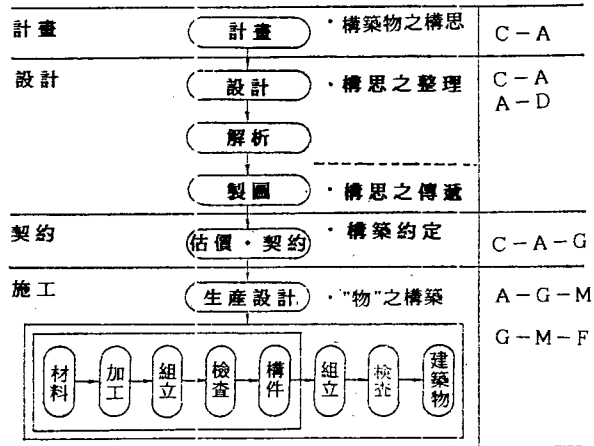 計畫 計畫 ・構築物之構思 C－A
設計 設計 ・構思之整理 C－A
A－D
解析
製圖 ・構思之傳遞
契約 估價・契約 ・構築約定 C－A－G
施工 生產設計 ・"物"之構築 A－G－M
G－M－F
材料 加工 組立 檢查 構件 組立 檢查 建築物